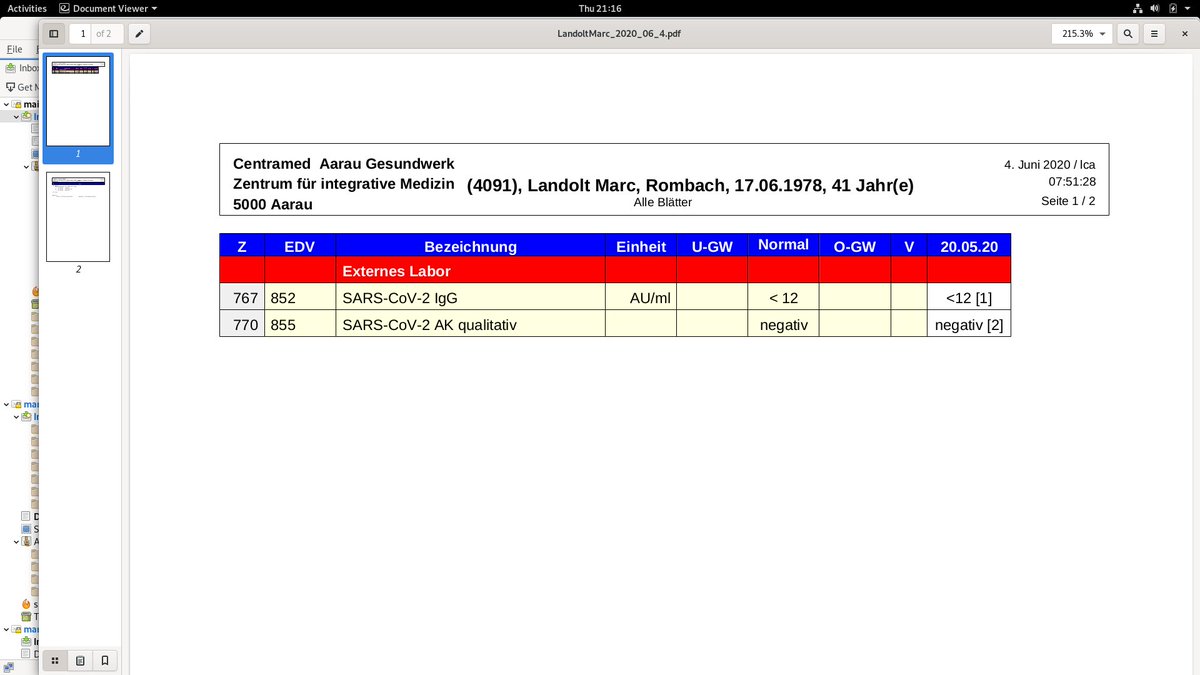 Activities Document Viewer Thu 21:16
1 of 2 LandoltMarc_2020_06_4.pdf 215.3%
File
Inbo
Get M
mai
1
2
mar
mar
Centramed Aarau Gesundwerk
Zentrum für integrative Medizin
5000 Aarau
(4091), Landolt Marc, Rombach, 17.06.1978, 41 Jahr(e)
Alle Blätter
4. Juni 2020 / Ica
07:51:28
Seite 1 / 2
Z EDV Bezeichnung Einheit U-GW Normal O-GW V 20.05.20
Externes Labor
767 852 SARS-CoV-2 IgG AU/ml < 12 <12 [1]
770 855 SARS-CoV-2 AK qualitativ negativ negativ [2]